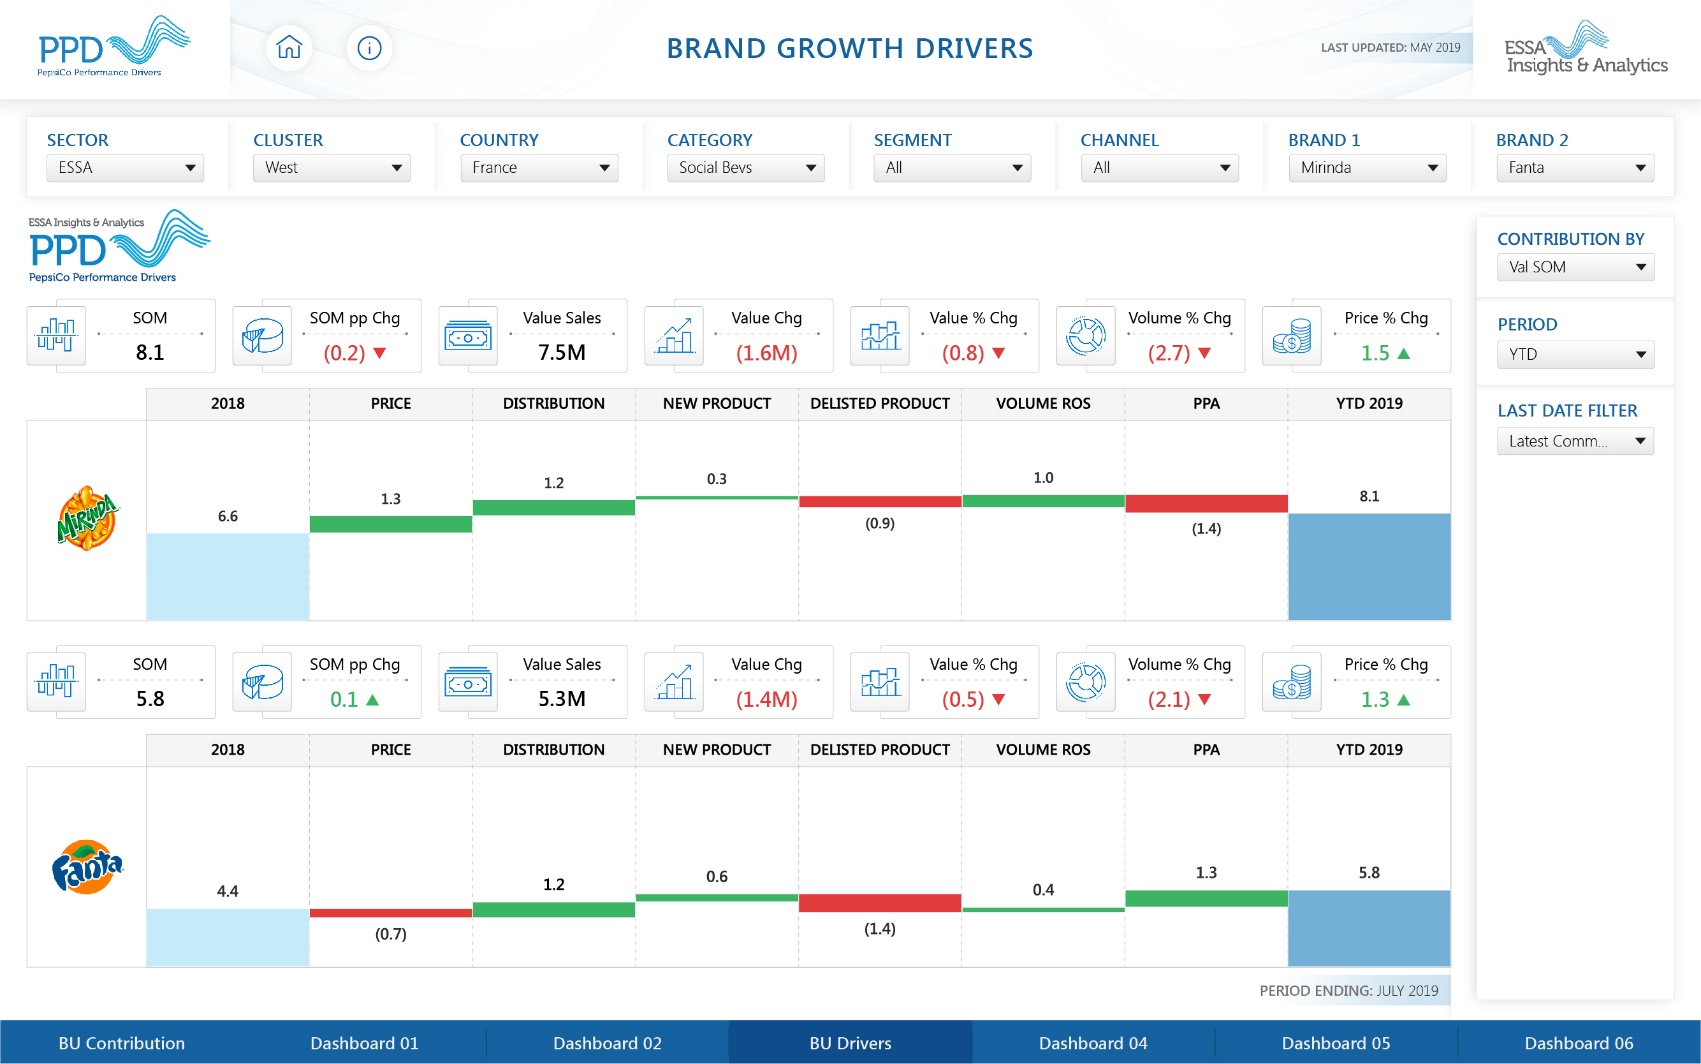 PPD
PepsiCo Performance Drivers
BRAND GROWTH DRIVERS
LAST UPDATED: MAY 2019
ESSA
Insights & Analytics
SECTOR CLUSTER COUNTRY CATEGORY SEGMENT CHANNEL BRAND 1 BRAND 2
ESSA West France Social Bevs All All Mirinda Fanta
ESSA Insights & Analytics
PPD
PepsiCo Performance Drivers
CONTRIBUTION BY
Val SOM
PERIOD
YTD
LAST DATE FILTER
Latest Comm...
SOM SOM pp Chg Value Sales Value Chg Value % Chg Volume % Chg Price % Chg
8.1 (0.2) ▼ 7.5M (1.6M) (0.8) ▼ (2.7) ▼ 1.5 ▲
2018 PRICE DISTRIBUTION NEW PRODUCT DELISTED PRODUCT VOLUME ROS PPA YTD 2019
MIRINDA
6.6 1.3 1.2 0.3 (0.9) 1.0 (1.4) 8.1
SOM SOM pp Chg Value Sales Value Chg Value % Chg Volume % Chg Price % Chg
5.8 0.1 ▲ 5.3M (1.4M) (0.5) ▼ (2.1) ▼ 1.3 ▲
2018 PRICE DISTRIBUTION NEW PRODUCT DELISTED PRODUCT VOLUME ROS PPA YTD 2019
Fanta
4.4 (0.7) 1.2 0.6 (1.4) 0.4 1.3 5.8
PERIOD ENDING: JULY 2019
BU Contribution Dashboard 01 Dashboard 02 BU Drivers Dashboard 04 Dashboard 05 Dashboard 06